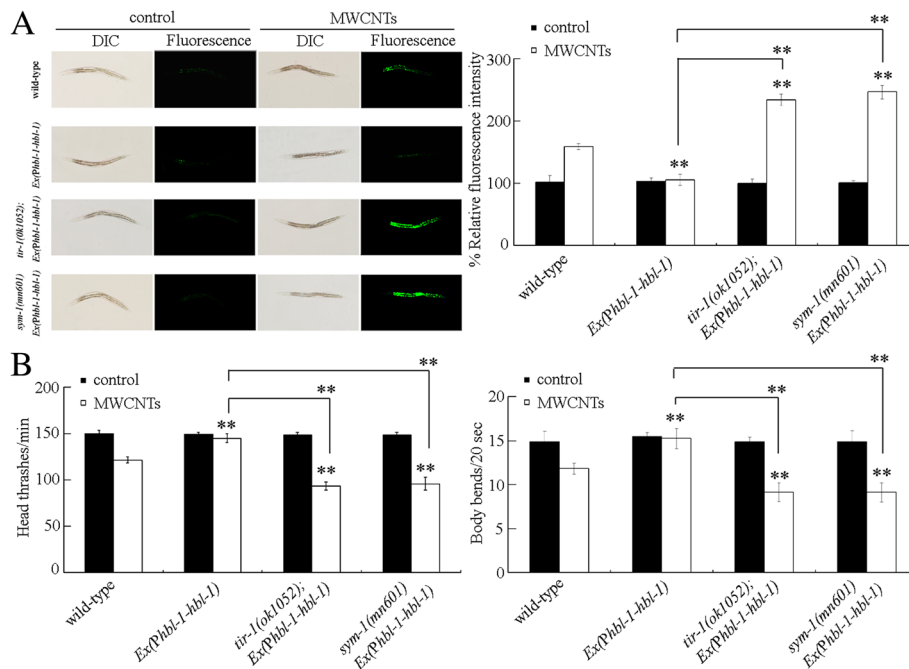 A
control
MWCNTs
DIC
Fluorescence
DIC
Fluorescence
wild-type
Ex(Phbl-1-hbl-1)
tir-1(ok1052);
Ex(Phbl-1-hbl-1)
sym-1(mn601)
Ex(Phbl-1-hbl-1)
% Relative fluorescence intensity
300
200
100
0
control
MWCNTs
**
**
**
**
**
wild-type
Ex(Phbl-1-hbl-1)
tir-1(ok1052);
Ex(Phbl-1-hbl-1)
sym-1(mn601)
Ex(Phbl-1-hbl-1)
B
Head thrashes/min
200
150
100
50
0
control
MWCNTs
**
**
**
**
**
wild-type
Ex(Phbl-1-hbl-1)
tir-1(ok1052);
Ex(Phbl-1-hbl-1)
sym-1(mn601)
Ex(Phbl-1-hbl-1)
Body bends/20 sec
20
15
10
5
0
control
MWCNTs
**
**
**
**
**
wild-type
Ex(Phbl-1-hbl-1)
tir-1(ok1052);
Ex(Phbl-1-hbl-1)
sym-1(mn601)
Ex(Phbl-1-hbl-1)